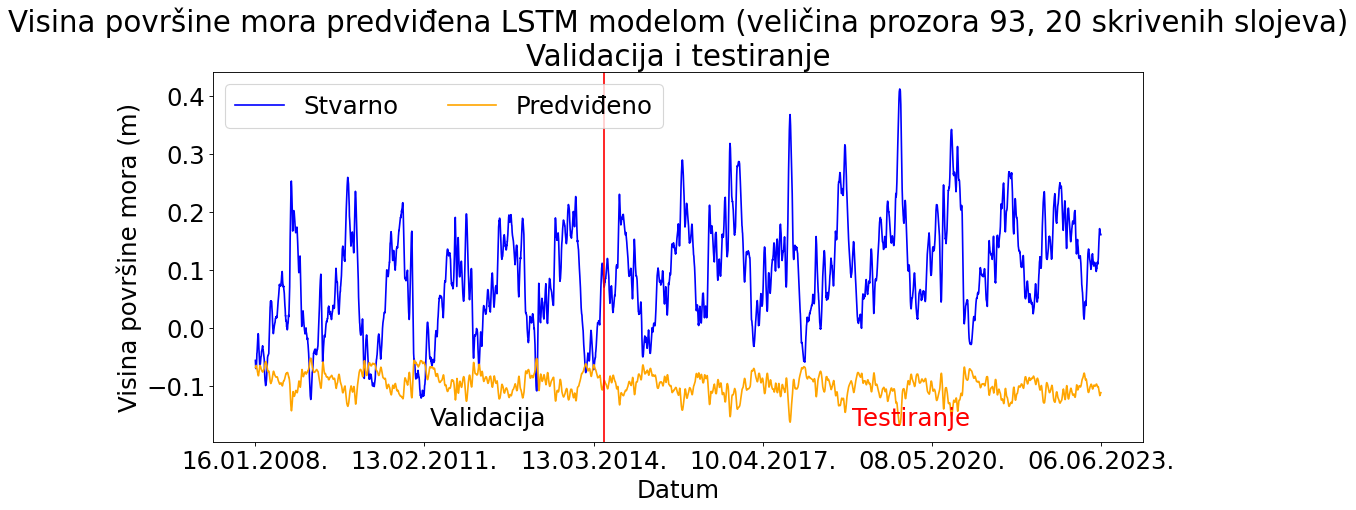 Visina površine mora predviđena LSTM modelom (veličina prozora 93, 20 skrivenih slojeva)
Validacija i testiranje
Stvarno
Predviđeno
Visina površine mora (m)
0.4
0.3
0.2
0.1
0.0
−0.1
Validacija
Testiranje
16.01.2008.
13.02.2011.
13.03.2014.
10.04.2017.
08.05.2020.
06.06.2023.
Datum